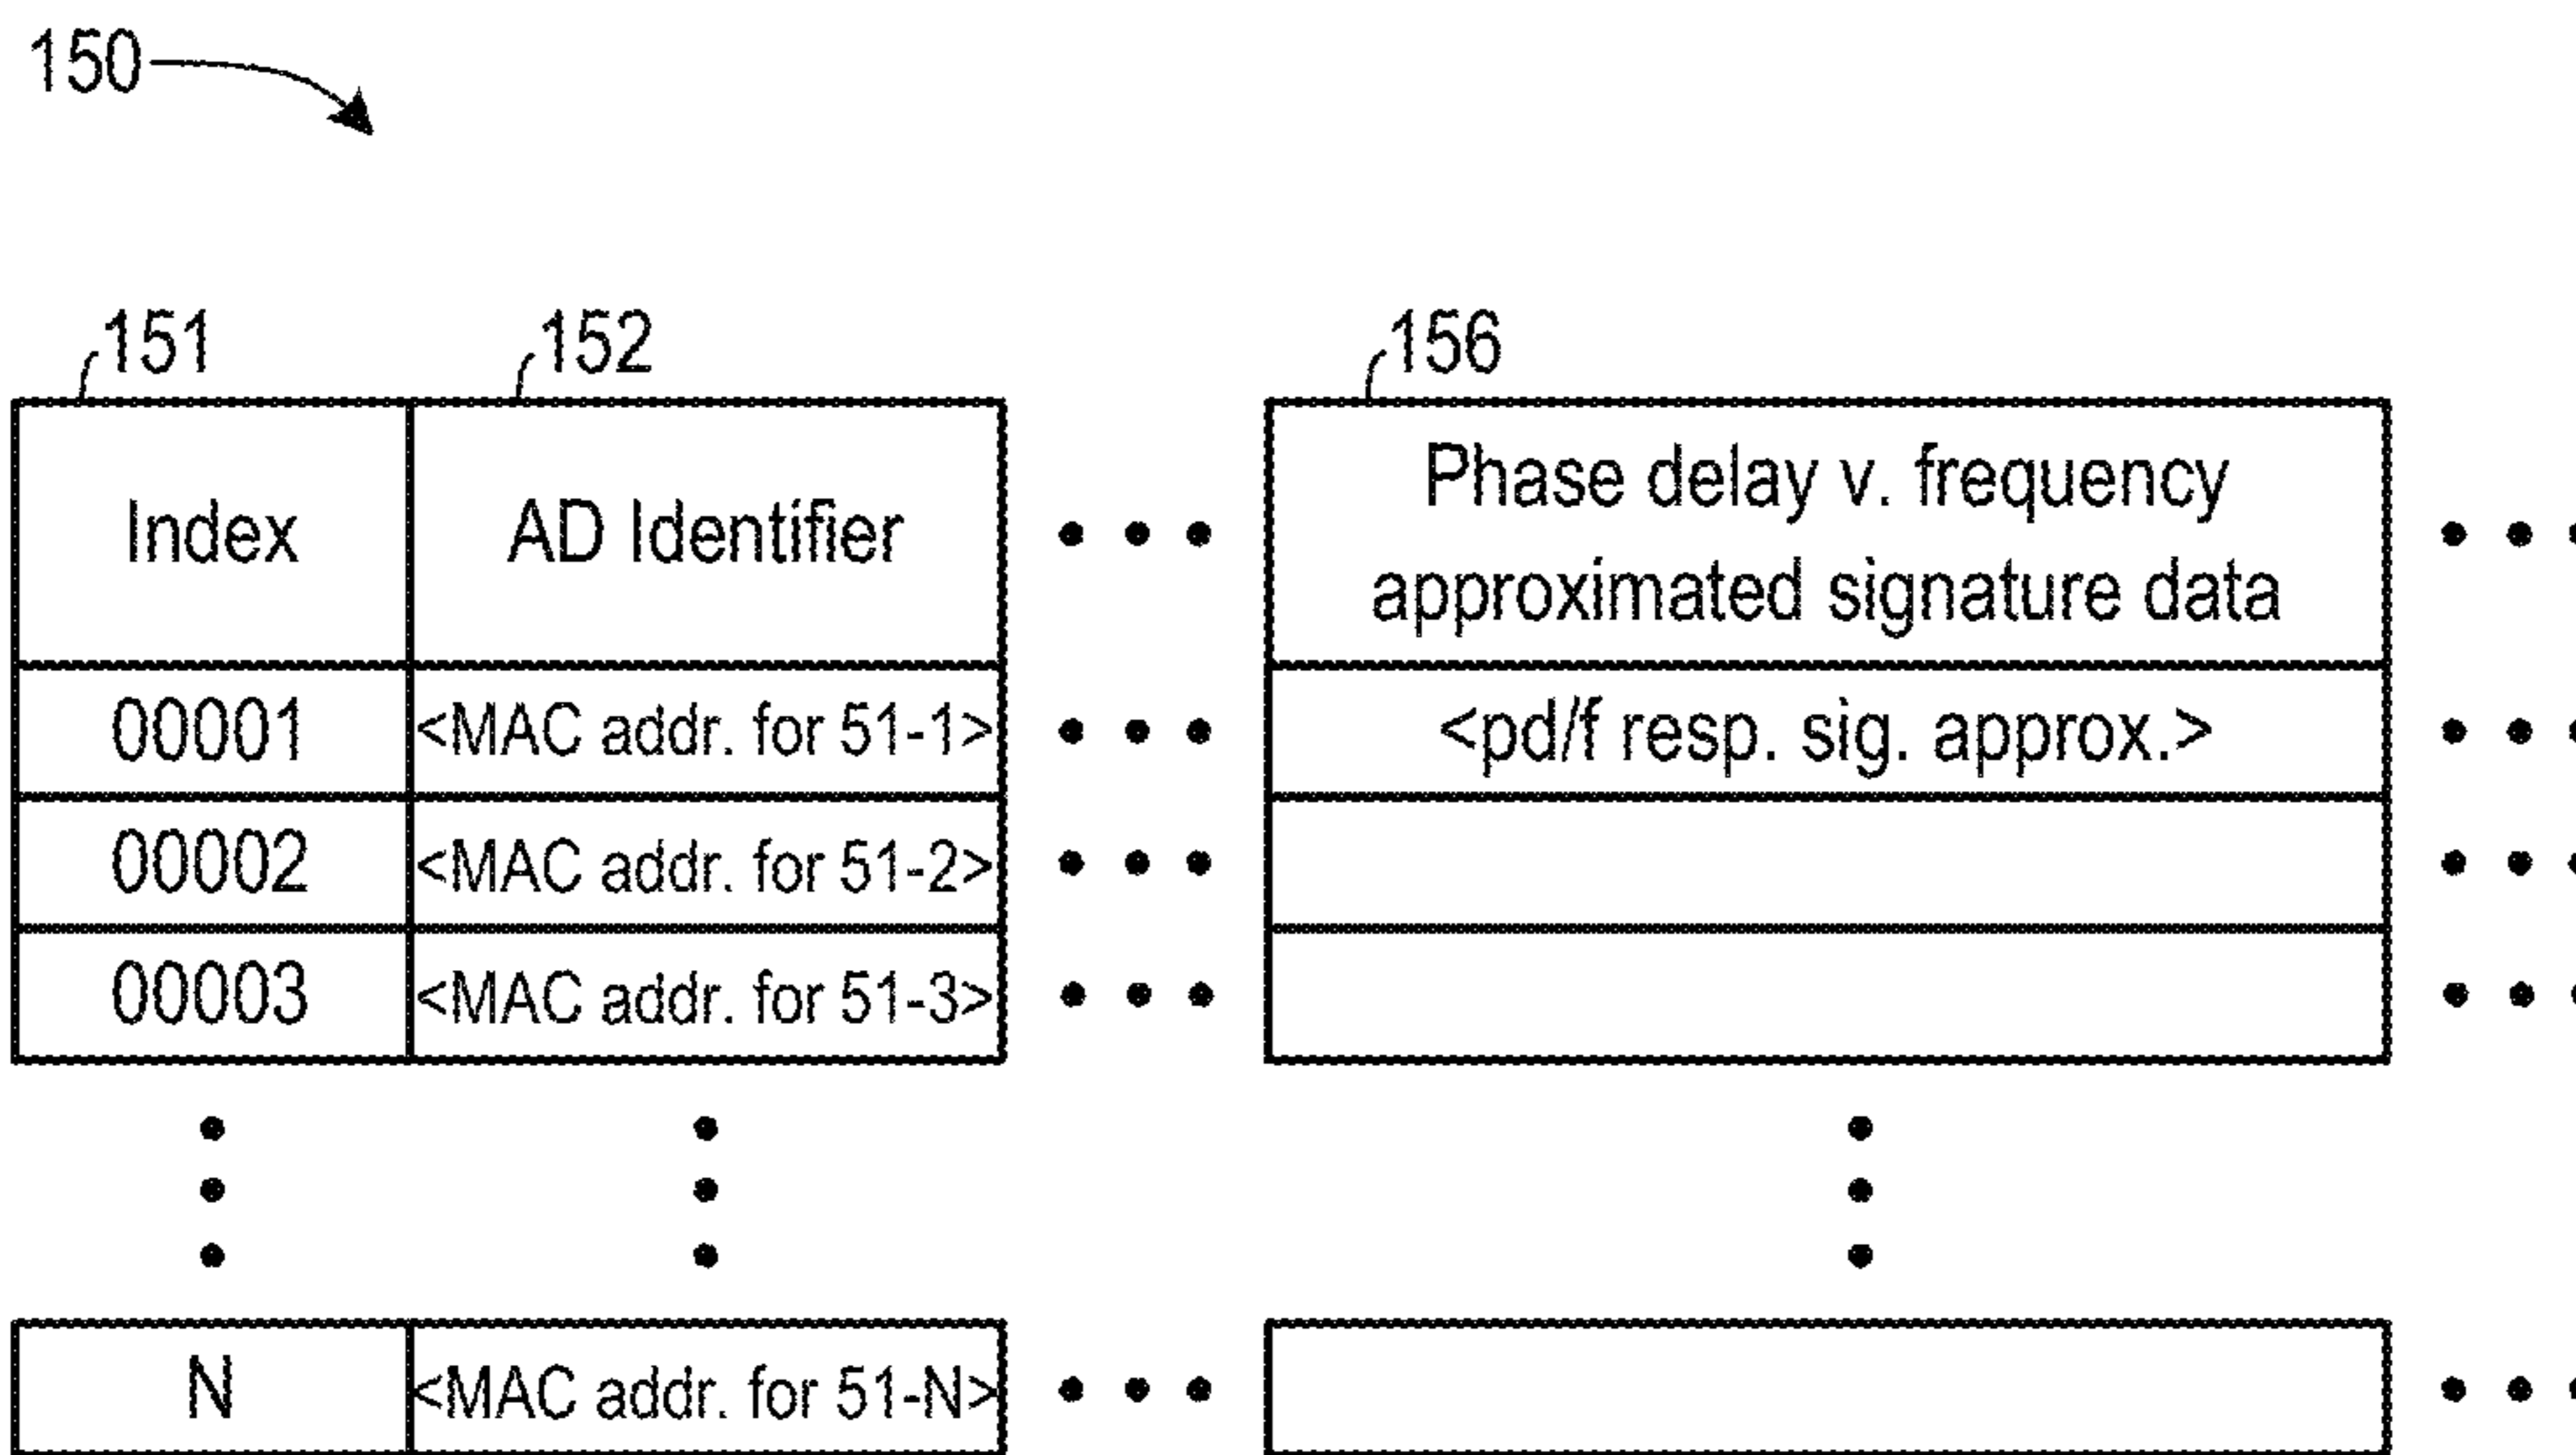 150
151 152 156
Index AD Identifier Phase delay v. frequency
approximated signature data
00001 <MAC addr. for 51-1> <pd/f resp. sig. approx.>
00002 <MAC addr. for 51-2>
00003 <MAC addr. for 51-3>
N <MAC addr. for 51-N>